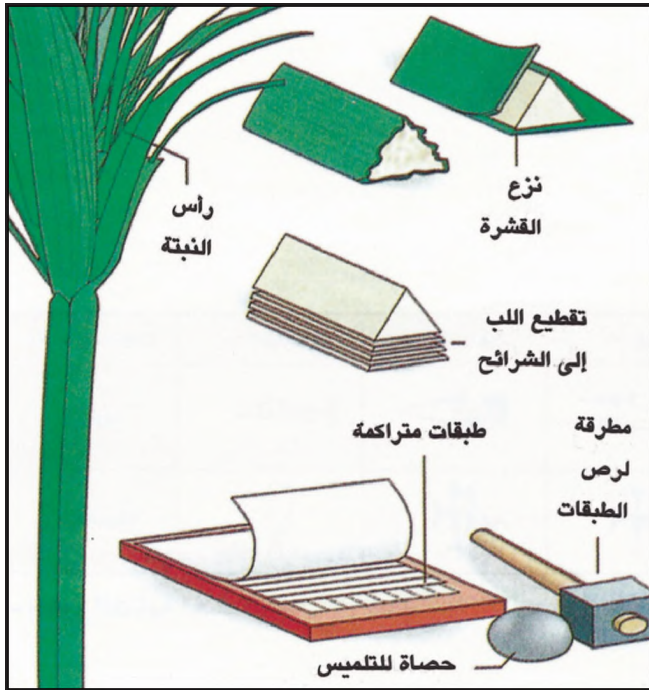 نزع
القشرة
رأس
النبتة
تقطيع اللب
إلى الشرائح
طبقات متراكمة
مطرقة
لرص
الطبقات
حصاة للتلميس